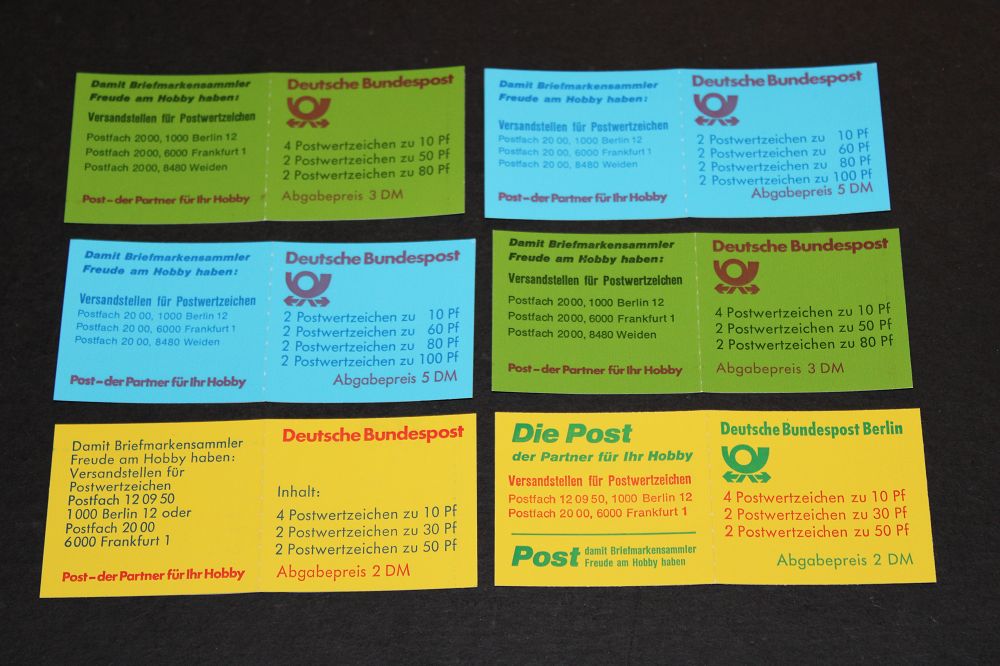 Damit Briefmarkensammler
Freude am Hobby haben:
Versandstellen für Postwertzeichen
Postfach 2000, 1000 Berlin 12
Postfach 2000, 6000 Frankfurt 1
Postfach 2000, 8480 Weiden
Post–der Partner für Ihr Hobby
Deutsche Bundespost
4 Postwertzeichen zu 10 Pf
2 Postwertzeichen zu 50 Pf
2 Postwertzeichen zu 80 Pf
Abgabepreis 3 DM
Damit Briefmarkensammler
Freude am Hobby haben:
Versandstellen für Postwertzeichen
Postfach 20 00, 1000 Berlin 12
Postfach 20 00, 6000 Frankfurt 1
Postfach 20 00, 8480 Weiden
Post–der Partner für Ihr Hobby
Deutsche Bundespost
2 Postwertzeichen zu 10 Pf
2 Postwertzeichen zu 60 Pf
2 Postwertzeichen zu 80 Pf
2 Postwertzeichen zu 100 Pf
Abgabepreis 5 DM
Damit Briefmarkensammler
Freude am Hobby haben:
Versandstellen für Postwertzeichen
Postfach 20 00, 1000 Berlin 12
Postfach 20 00, 6000 Frankfurt 1
Postfach 20 00, 8480 Weiden
Post–der Partner für Ihr Hobby
Deutsche Bundespost
2 Postwertzeichen zu 10 Pf
2 Postwertzeichen zu 60 Pf
2 Postwertzeichen zu 80 Pf
2 Postwertzeichen zu 100 Pf
Abgabepreis 5 DM
Damit Briefmarkensammler
Freude am Hobby haben:
Versandstellen für Postwertzeichen
Postfach 2000, 1000 Berlin 12
Postfach 2000, 6000 Frankfurt 1
Postfach 2000, 8480 Weiden
Post–der Partner für Ihr Hobby
Deutsche Bundespost
4 Postwertzeichen zu 10 Pf
2 Postwertzeichen zu 50 Pf
2 Postwertzeichen zu 80 Pf
Abgabepreis 3 DM
Damit Briefmarkensammler
Freude am Hobby haben:
Versandstellen für
Postwertzeichen
Postfach 12 09 50
1000 Berlin 12 oder
Postfach 20 00
6000 Frankfurt 1
Post–der Partner für Ihr Hobby
Deutsche Bundespost
Inhalt:
4 Postwertzeichen zu 10 Pf
2 Postwertzeichen zu 30 Pf
2 Postwertzeichen zu 50 Pf
Abgabepreis 2 DM
Die Post
der Partner für Ihr Hobby
Versandstellen für Postwertzeichen
Postfach 12 09 50, 1000 Berlin 12
Postfach 20 00, 6000 Frankfurt 1
Post damit Briefmarkensammler
Freude am Hobby haben
Deutsche Bundespost Berlin
4 Postwertzeichen zu 10 Pf
2 Postwertzeichen zu 30 Pf
2 Postwertzeichen zu 50 Pf
Abgabepreis 2 DM